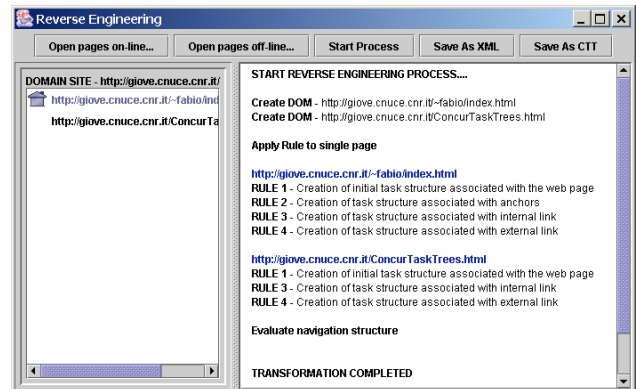 Reverse Engineering
Open pages on-line...
Open pages off-line...
Start Process
Save As XML
Save As CTT
DOMAIN SITE - http://giove.cnuce.cnr.it/
http://giove.cnuce.cnr.it/~fabio/ind
http://giove.cnuce.cnr.it/ConcurTa
START REVERSE ENGINEERING PROCESS....
Create DOM - http://giove.cnuce.cnr.it/~fabio/index.html
Create DOM - http://giove.cnuce.cnr.it/ConcurTaskTrees.html
Apply Rule to single page
http://giove.cnuce.cnr.it/~fabio/index.html
RULE 1 - Creation of initial task structure associated with the web page
RULE 2 - Creation of task structure associated with anchors
RULE 3 - Creation of task structure associated with internal link
RULE 4 - Creation of task structure associated with external link
http://giove.cnuce.cnr.it/ConcurTaskTrees.html
RULE 1 - Creation of initial task structure associated with the web page
RULE 3 - Creation of task structure associated with internal link
RULE 4 - Creation of task structure associated with external link
Evaluate navigation structure
TRANSFORMATION COMPLETED